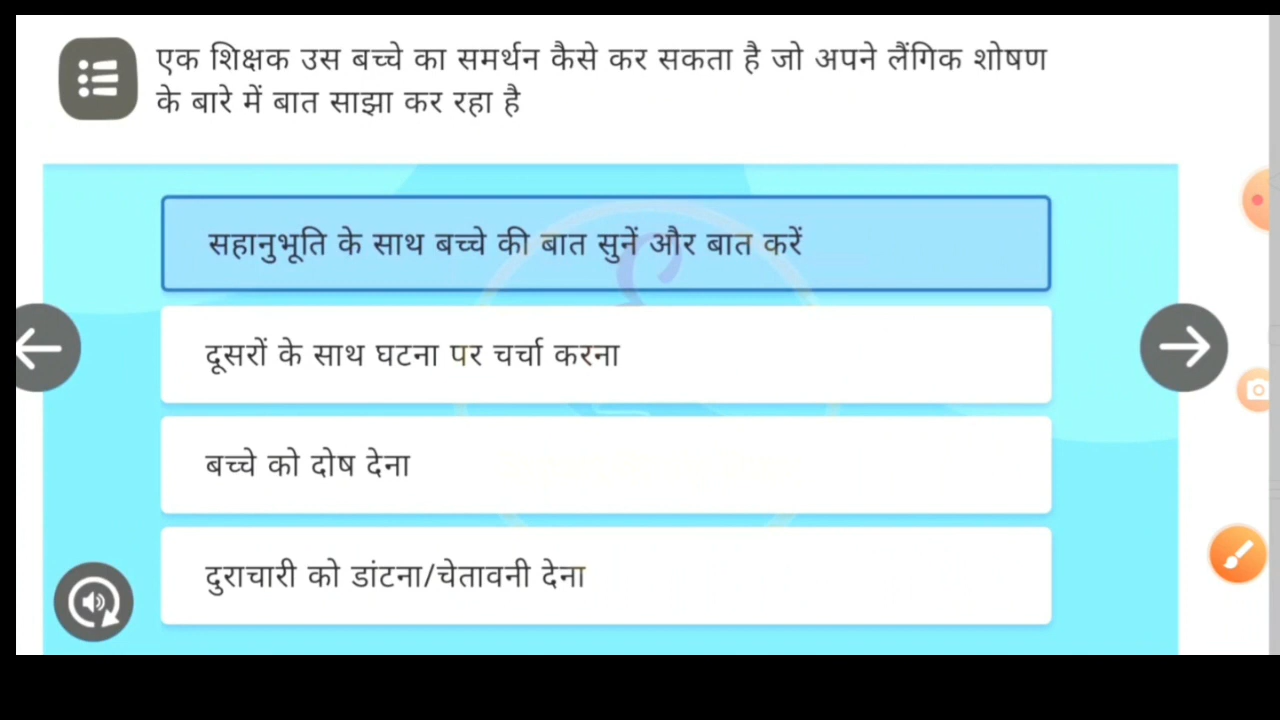 एक शिक्षक उस बच्चे का समर्थन कैसे कर सकता है जो अपने लैंगिक शोषण
के बारे में बात साझा कर रहा है
सहानुभूति के साथ बच्चे की बात सुनें और बात करें
दूसरों के साथ घटना पर चर्चा करना
बच्चे को दोष देना
दुराचारी को डांटना/चेतावनी देना